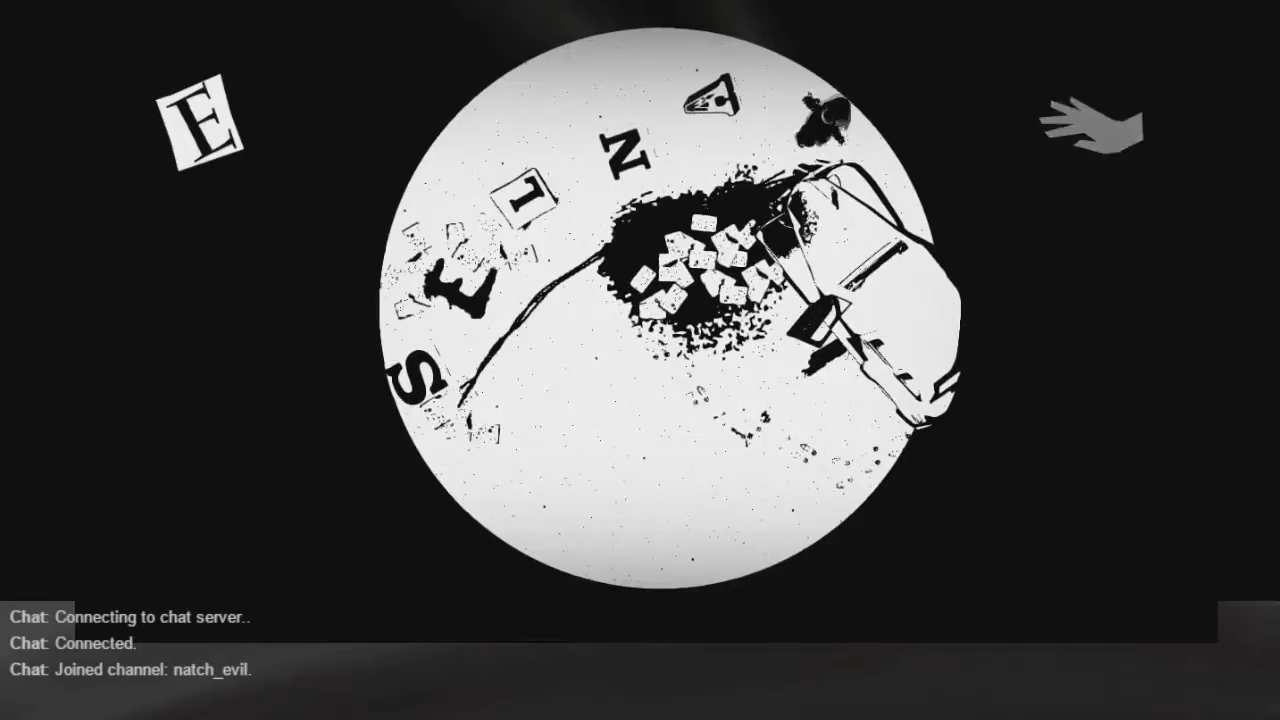 E
S E N
Chat: Connecting to chat server..
Chat: Connected.
Chat: Joined channel: natch_evil.